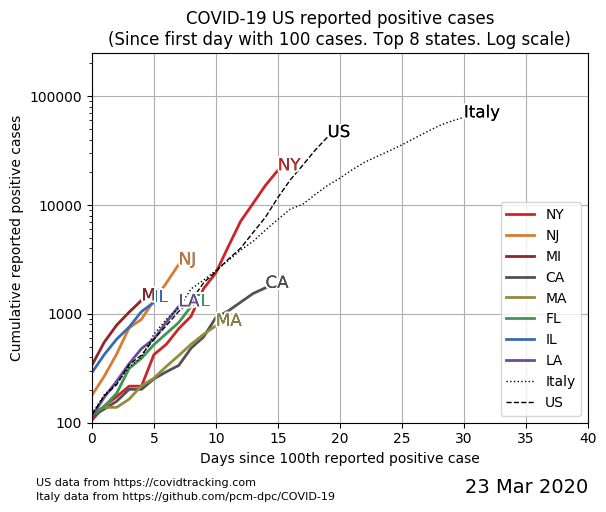 COVID-19 US reported positive cases
(Since first day with 100 cases. Top 8 states. Log scale)
Cumulative reported positive cases
100000
10000
1000
100
Italy
US
NY
NJ
MI
IL
LA
FL
CA
MA
NY
NJ
MI
CA
MA
FL
IL
LA
Italy
US
0 5 10 15 20 25 30 35 40
Days since 100th reported positive case
US data from https://covidtracking.com
Italy data from https://github.com/pcm-dpc/COVID-19
23 Mar 2020